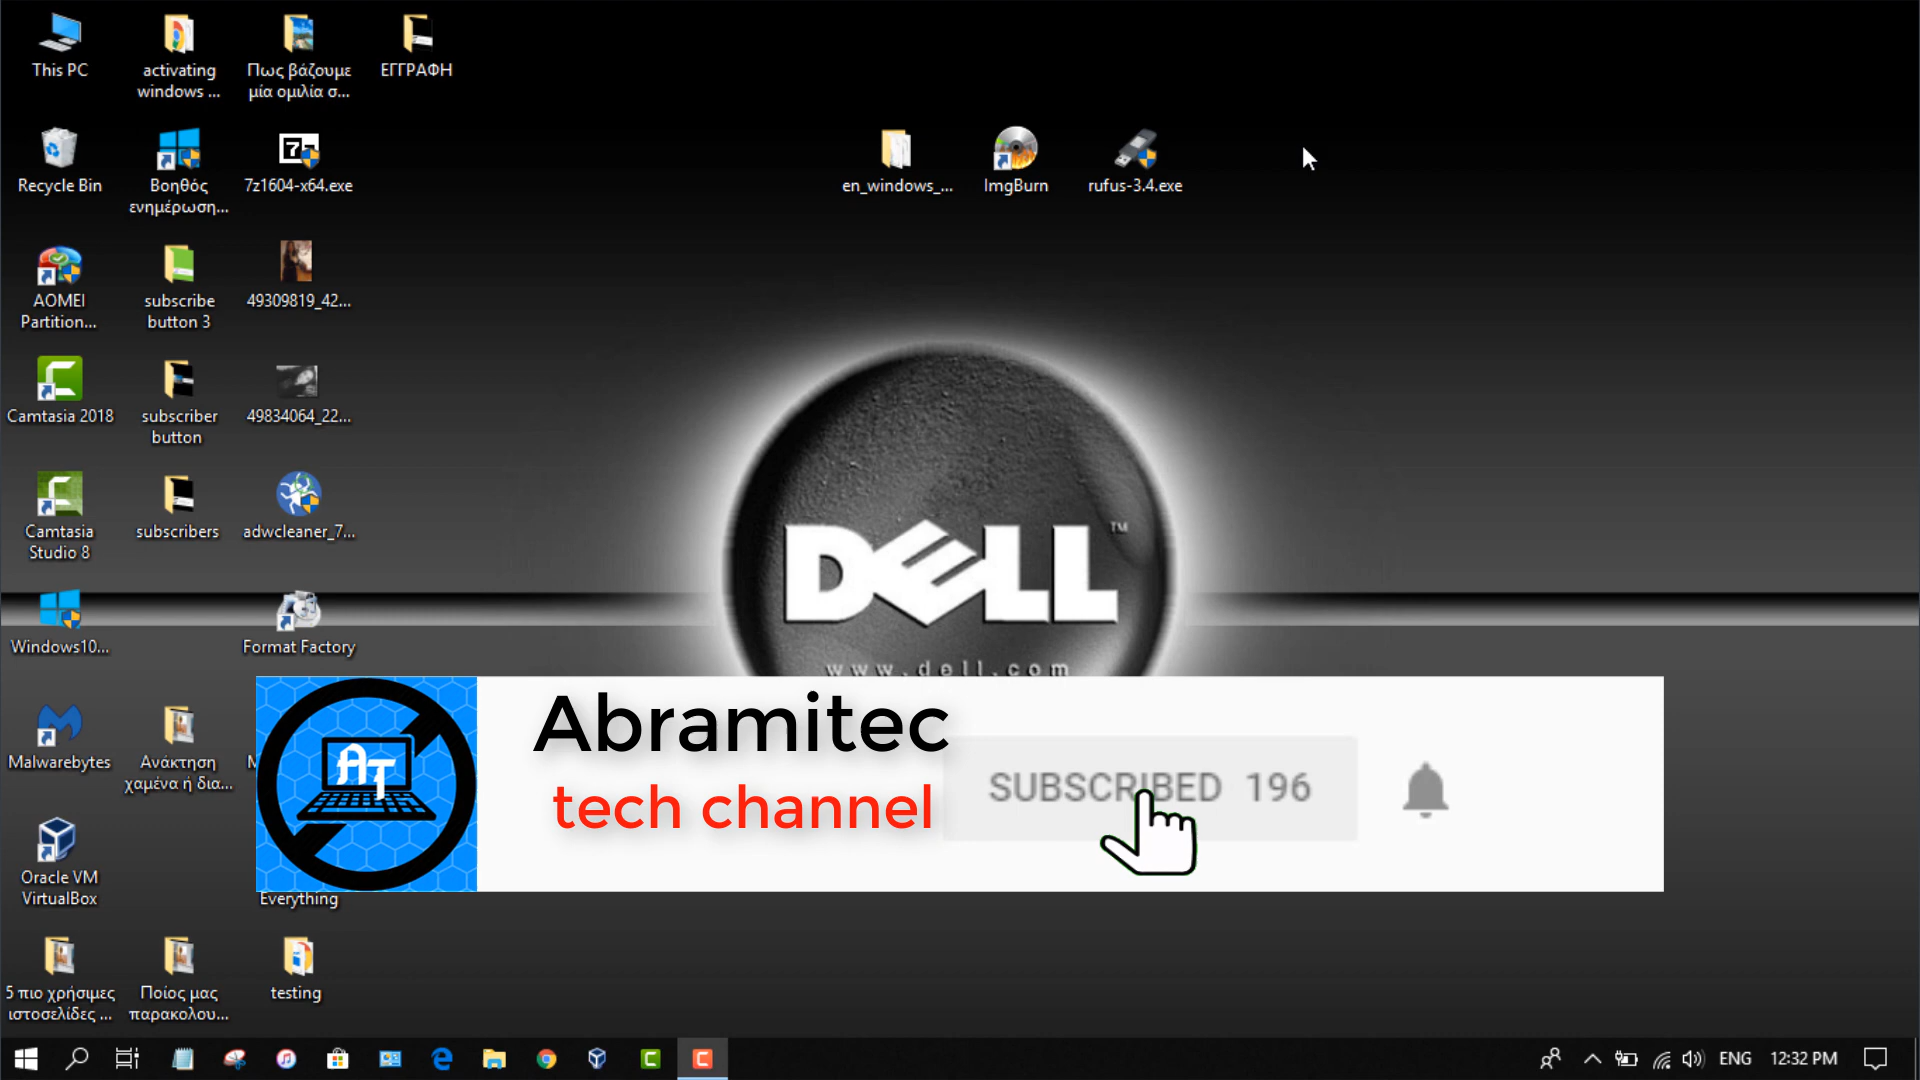 This PC
activating
windows ...
Πως βάζουμε
μία ομιλία σ...
ΕΓΓΡΑΦΗ
Recycle Bin
Βοηθός
ενημέρωση...
7z1604-x64.exe
en_windows_...
ImgBurn
rufus-3.4.exe
AOMEI
Partition...
subscribe
button 3
49309819_42...
Camtasia 2018
subscriber
button
49834064_22...
Camtasia
Studio 8
subscribers
adwcleaner_7...
DELL™
www.dell.com
Windows10...
Format Factory
Malwarebytes
Ανάκτηση
χαμένα ή δια...
AT
Abramitec
tech channel
SUBSCRIBED 196
Oracle VM
VirtualBox
Everything
5 πιο χρήσιμες
ιστοσελίδες ...
Ποίος μας
παρακολου...
testing
ENG
12:32 PM